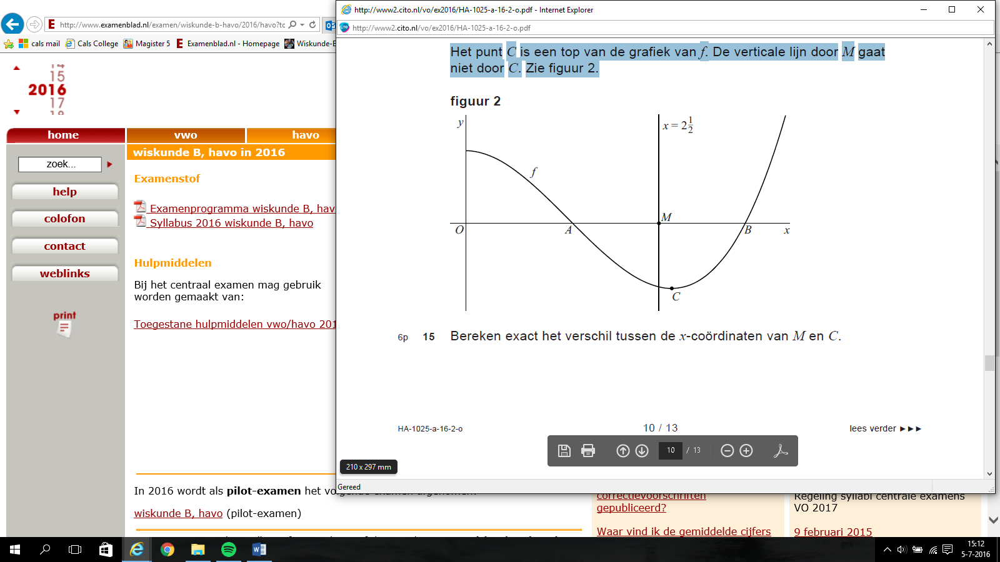 http://www2.cito.nl/vo/ex2016/HA-1025-a-16-2-o.pdf - Internet Explorer
http://www.examenblad.nl/examen/wiskunde-b-havo/2016/havo?tc
http://www2.cito.nl/vo/ex2016/HA-1025-a-16-2-o.pdf
cals mail
Cals College
Magister 5
Examenblad.nl - Homepage
Wiskunde-B
15
2016
17
home
vwo
havo
wiskunde B, havo in 2016
zoek...
help
colofon
contact
weblinks
print
Examenstof
Examenprogramma wiskunde B, hav
Syllabus 2016 wiskunde B, havo
Hulpmiddelen
Bij het centraal examen mag gebruik
worden gemaakt van:
Toegestane hulpmiddelen vwo/havo 201
In 2016 wordt als pilot-examen het
wiskunde B, havo (pilot-examen)
Het punt C is een top van de grafiek van f. De verticale lijn door M gaat
niet door C. Zie figuur 2.
figuur 2
y
x = 2 1/2
f
M
O
A
B
x
C
6p 15 Bereken exact het verschil tussen de x-coördinaten van M en C.
HA-1025-a-16-2-o
10 / 13
lees verder ►►►
10 / 13
210 x 297 mm
Gereed
correctievoorschriften
gepubliceerd?
Waar vind ik de gemiddelde cijfers
Regeling syllabi centrale examens
VO 2017
9 februari 2015
15:12
5-7-2016